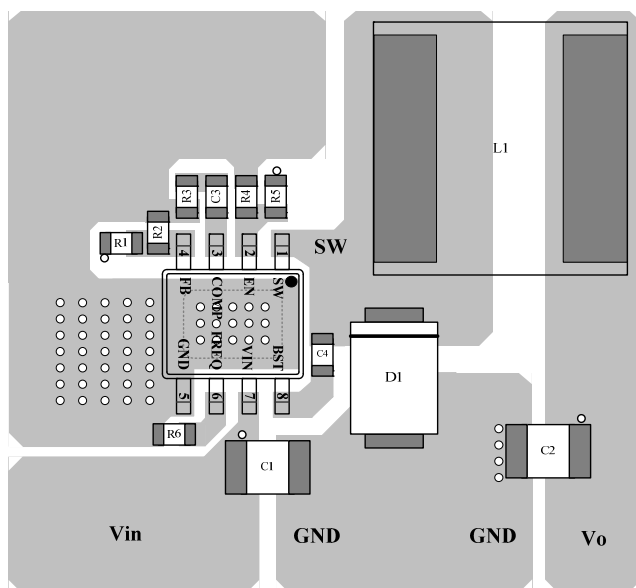 L1
R3
C3
R4
R5
R2
R1
SW
4
3
2
1
FB
COMP
EN
SW
GND
FREQ
VIN
BST
C4
D1
5
6
7
8
R6
C1
C2
Vin
GND
GND
Vo